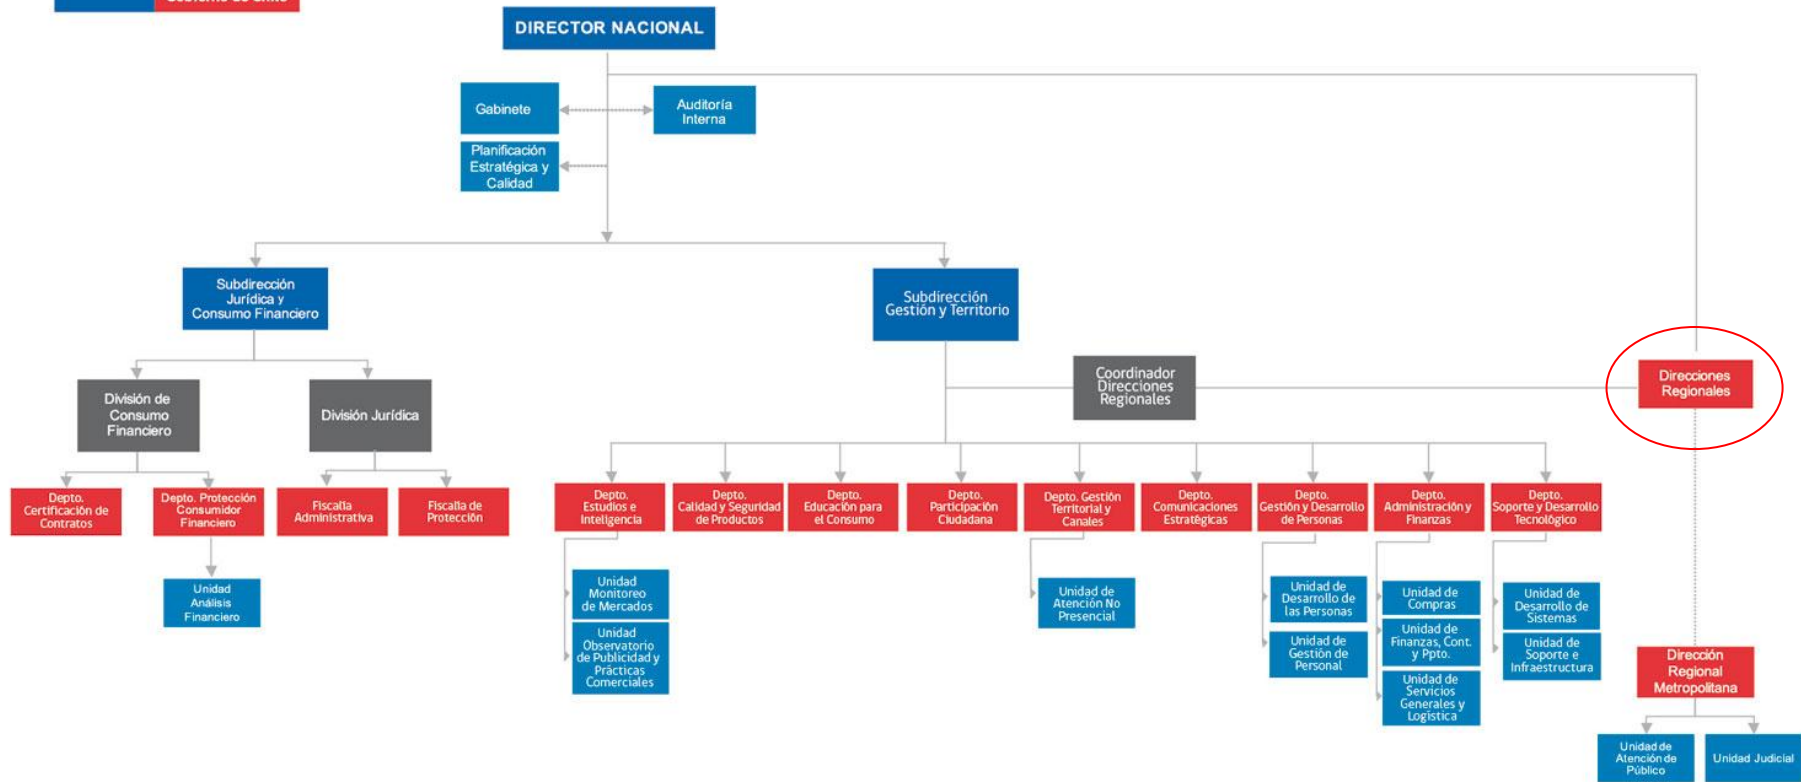 Gobierno de Chile
DIRECTOR NACIONAL
Gabinete
Auditoría
Interna
Planificación
Estratégica y
Calidad
Subdirección
Jurídica y
Consumo Financiero
Subdirección
Gestión y Territorio
Coordinador
Direcciones
Regionales
Direcciones
Regionales
División de
Consumo
Financiero
División Jurídica
Depto.
Certificación de
Contratos
Depto. Protección
Consumidor
Financiero
Fiscalía
Administrativa
Fiscalía de
Protección
Depto.
Estudios e
Inteligencia
Depto.
Calidad y Seguridad
de Productos
Depto.
Educación para
el Consumo
Depto.
Participación
Ciudadana
Depto. Gestión
Territorial y
Canales
Depto.
Comunicaciones
Estratégicas
Depto.
Gestión y Desarrollo
de Personas
Depto.
Administración y
Finanzas
Depto.
Soporte y Desarrollo
Tecnológico
Unidad
Análisis
Financiero
Unidad
Monitoreo
de Mercados
Unidad
Observatorio
de Publicidad y
Prácticas
Comerciales
Unidad de
Atención No
Presencial
Unidad de
Desarrollo de
las Personas
Unidad de
Gestión de
Personal
Unidad de
Compras
Unidad de
Finanzas, Cont.
y Ppto.
Unidad de
Servicios
Generales y
Logística
Unidad de
Desarrollo de
Sistemas
Unidad de
Soporte e
Infraestructura
Dirección
Regional
Metropolitana
Unidad de
Atención de
Público
Unidad Judicial